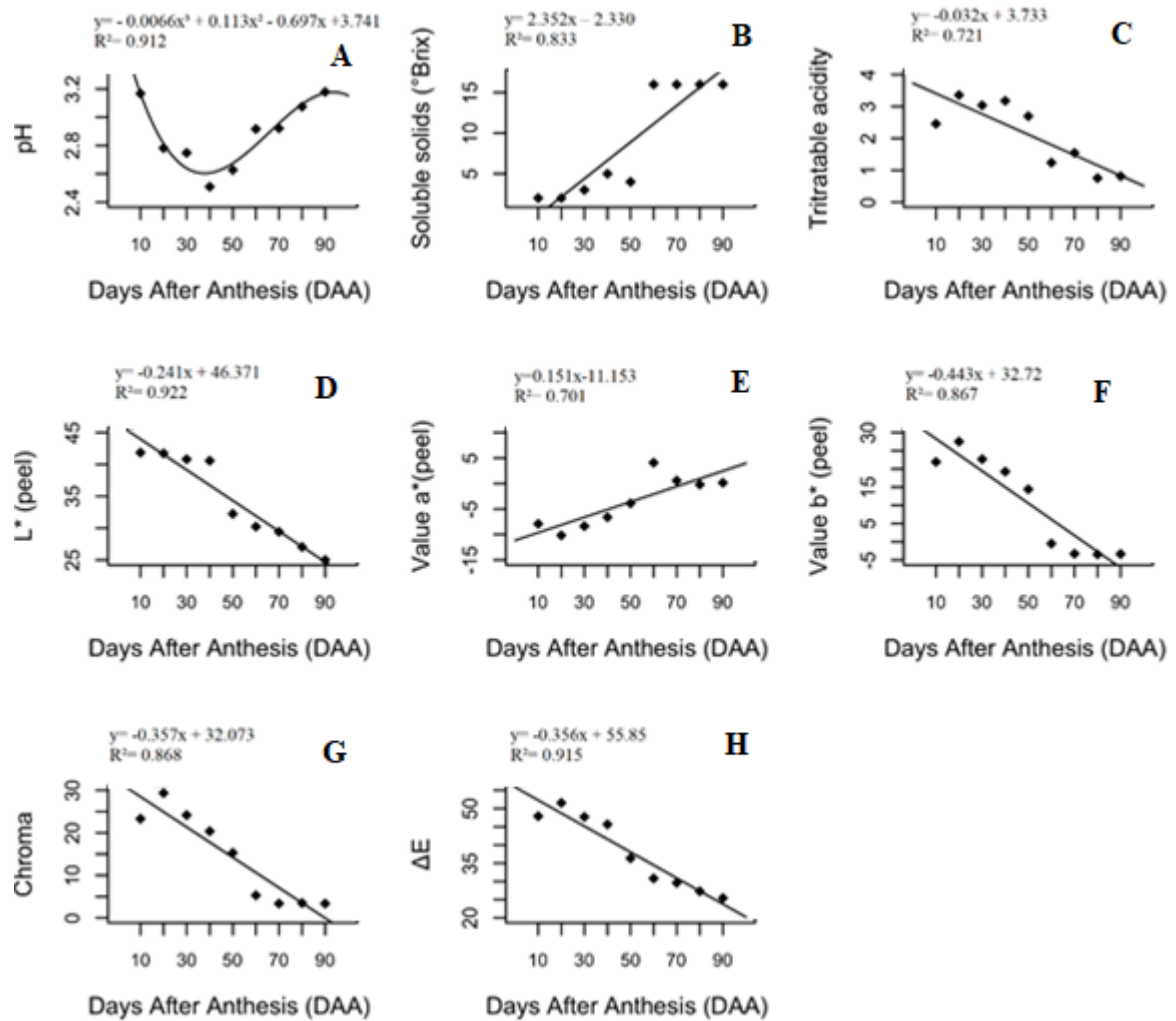 y= - 0.0066x³ + 0.113x² - 0.697x +3.741
R²= 0.912
A
pH
3.2
2.8
2.4
10 30 50 70 90
Days After Anthesis (DAA)
y= 2.352x – 2.330
R²= 0.833
B
Soluble solids (°Brix)
15
10
5
10 30 50 70 90
Days After Anthesis (DAA)
y= -0.032x + 3.733
R²= 0.721
C
Tritratable acidity
4
3
2
1
0
10 30 50 70 90
Days After Anthesis (DAA)
y= -0.241x + 46.371
R²= 0.922
D
L* (peel)
45
35
25
10 30 50 70 90
Days After Anthesis (DAA)
y=0.151x-11.153
R²= 0.701
E
Value a*(peel)
5
-5
-15
10 30 50 70 90
Days After Anthesis (DAA)
y= -0.443x + 32.72
R²= 0.867
F
Value b* (peel)
30
15
5
-5
10 30 50 70 90
Days After Anthesis (DAA)
y= -0.357x + 32.073
R²= 0.868
G
Chroma
30
20
10
0
10 30 50 70 90
Days After Anthesis (DAA)
y= -0.356x + 55.85
R²= 0.915
H
ΔE
50
35
20
10 30 50 70 90
Days After Anthesis (DAA)